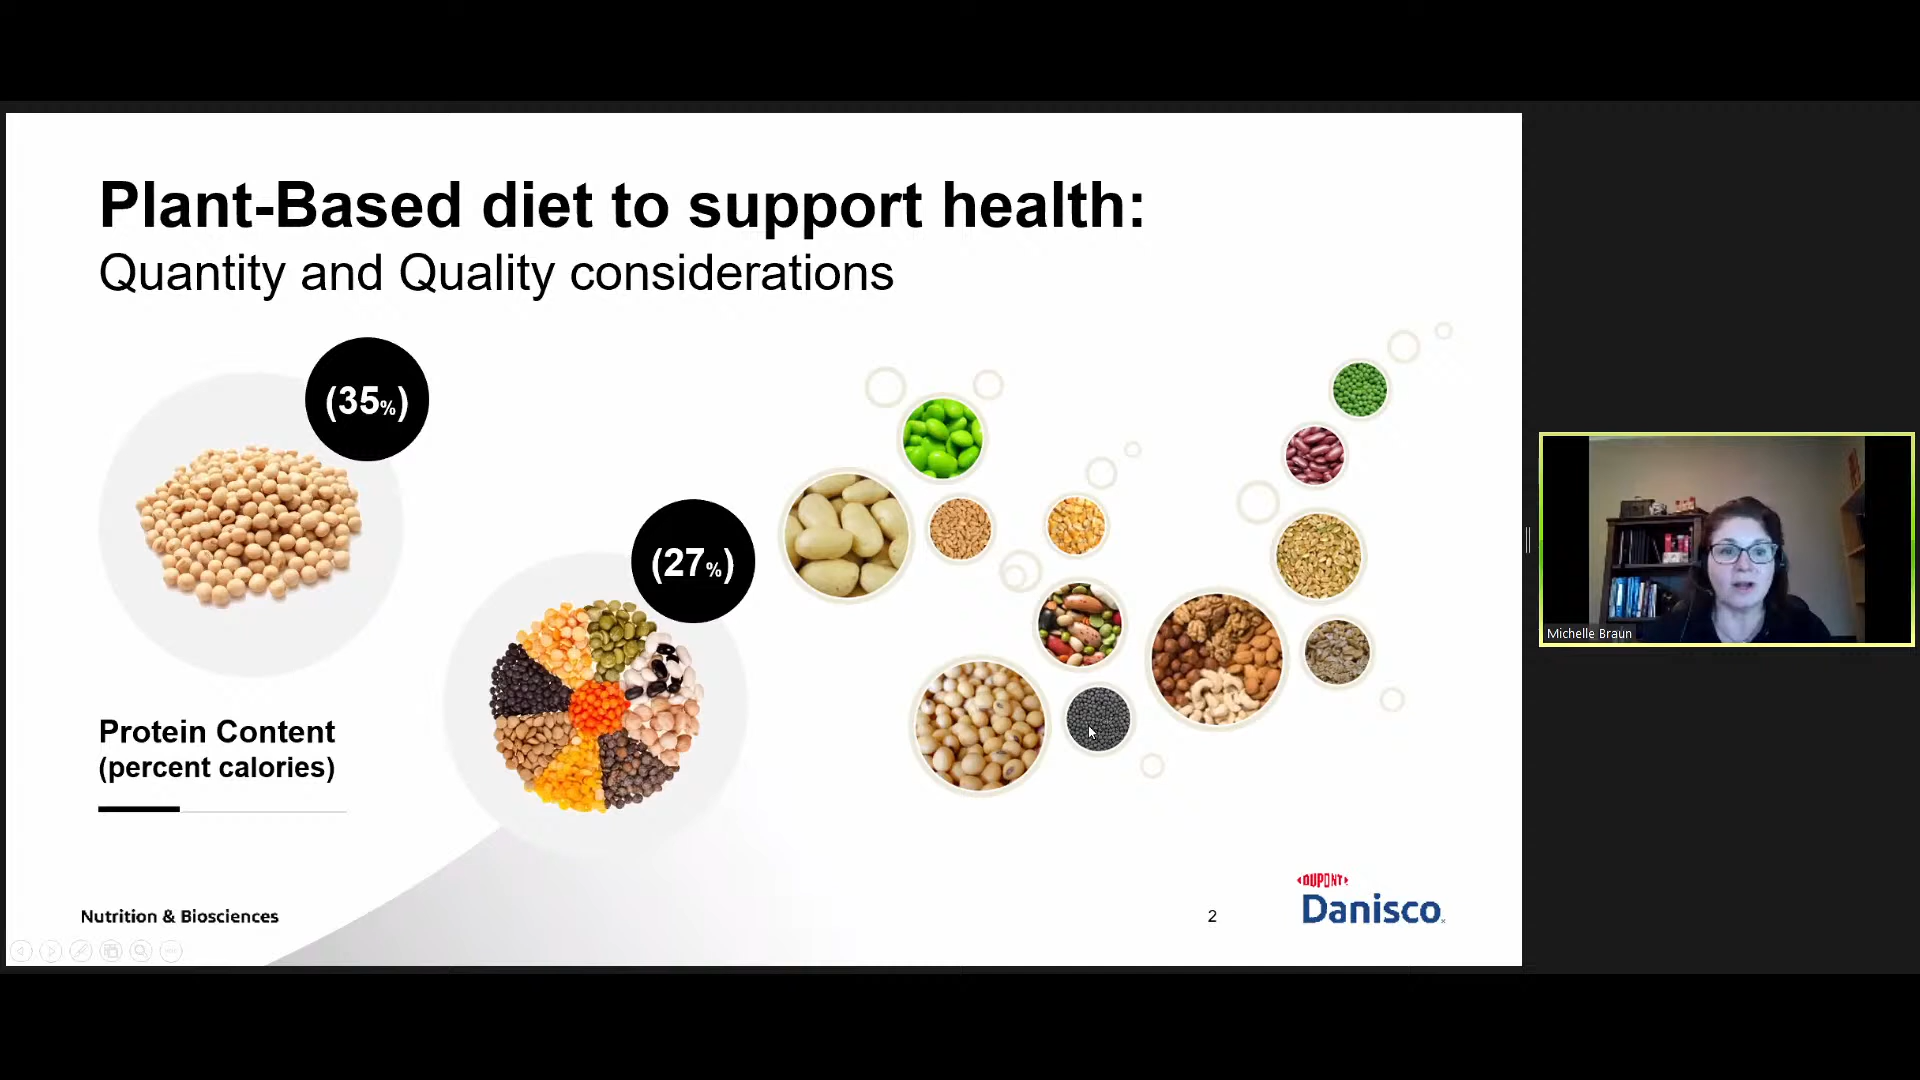 Plant-Based diet to support health:
Quantity and Quality considerations
(35%)
(27%)
Protein Content
(percent calories)
Nutrition & Biosciences
2
DUPONT
Danisco
Michelle Braun